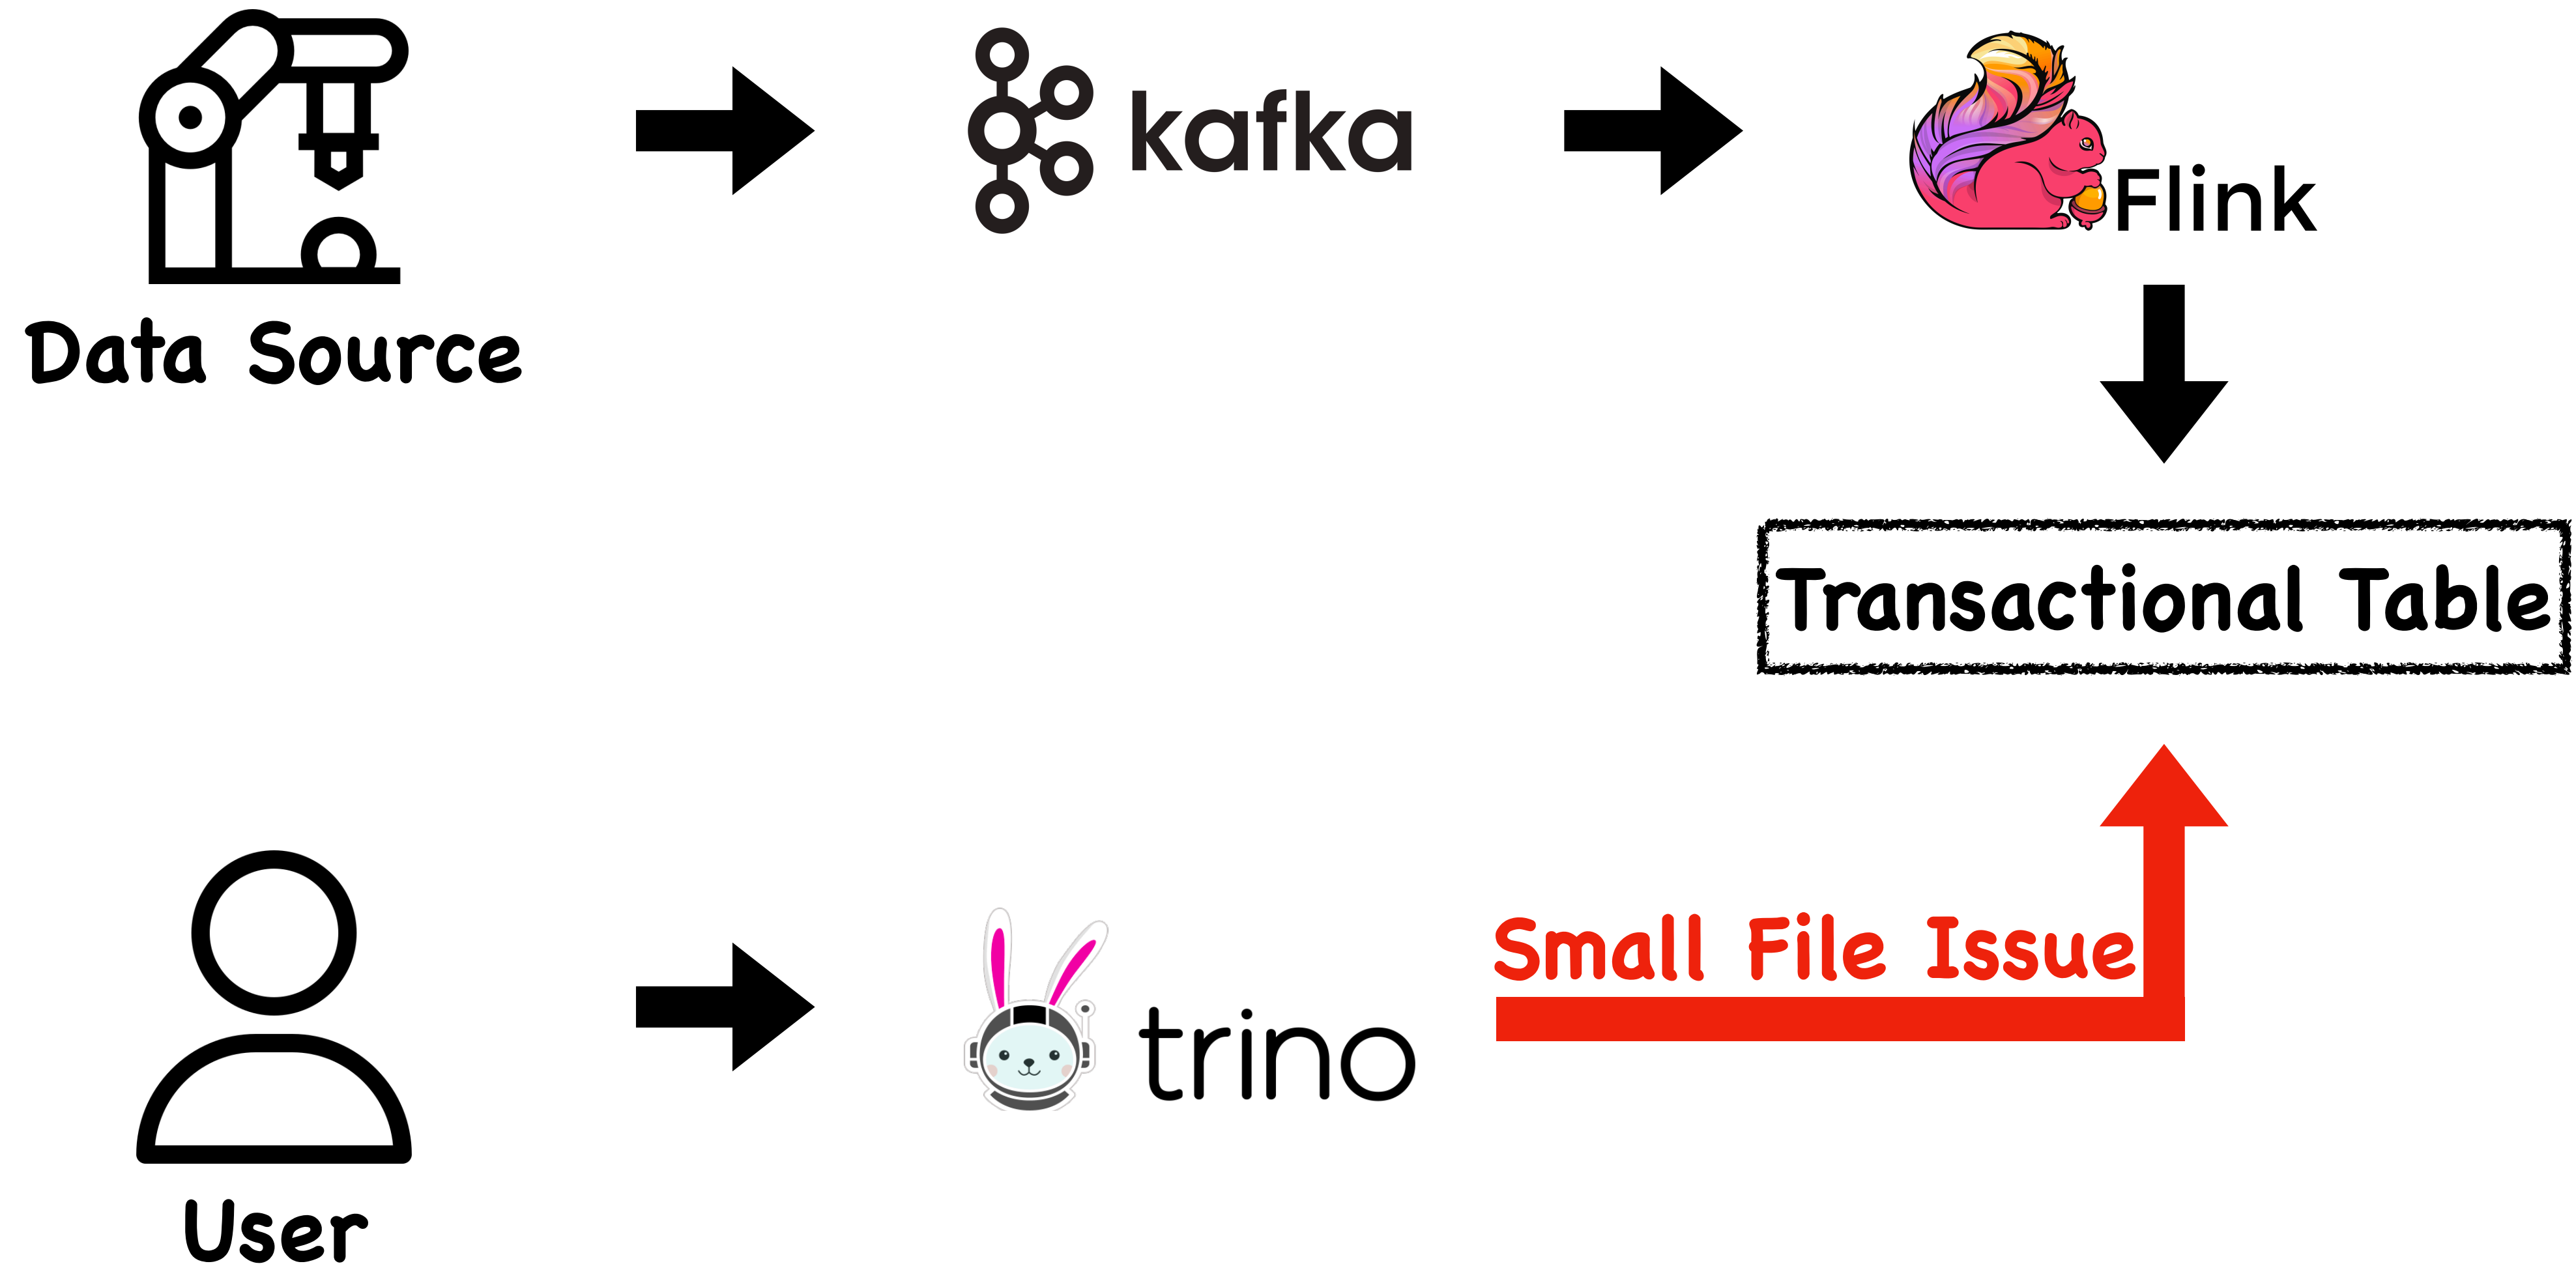 kafka
Flink
Data Source
Transactional Table
Small File Issue
trino
User